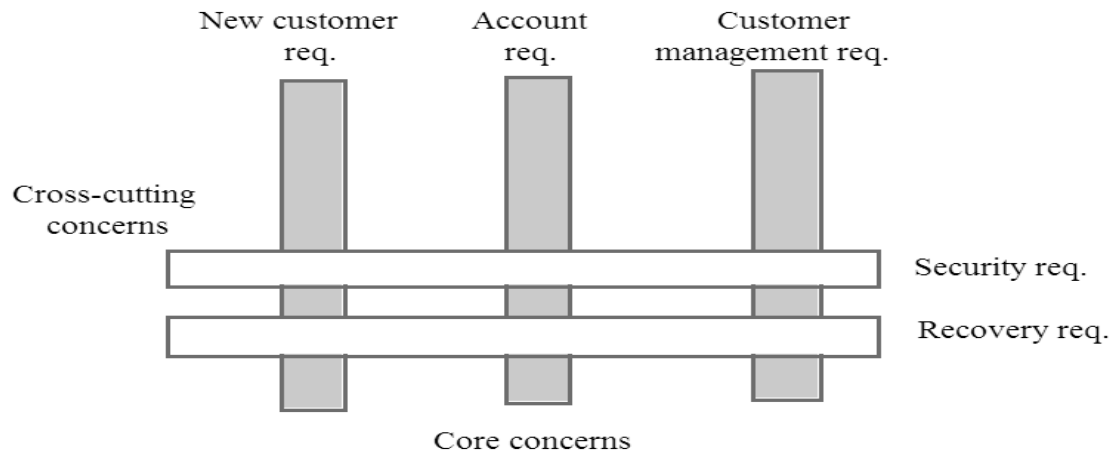 New customer
req.
Account
req.
Customer
management req.
Cross-cutting
concerns
Security req.
Recovery req.
Core concerns